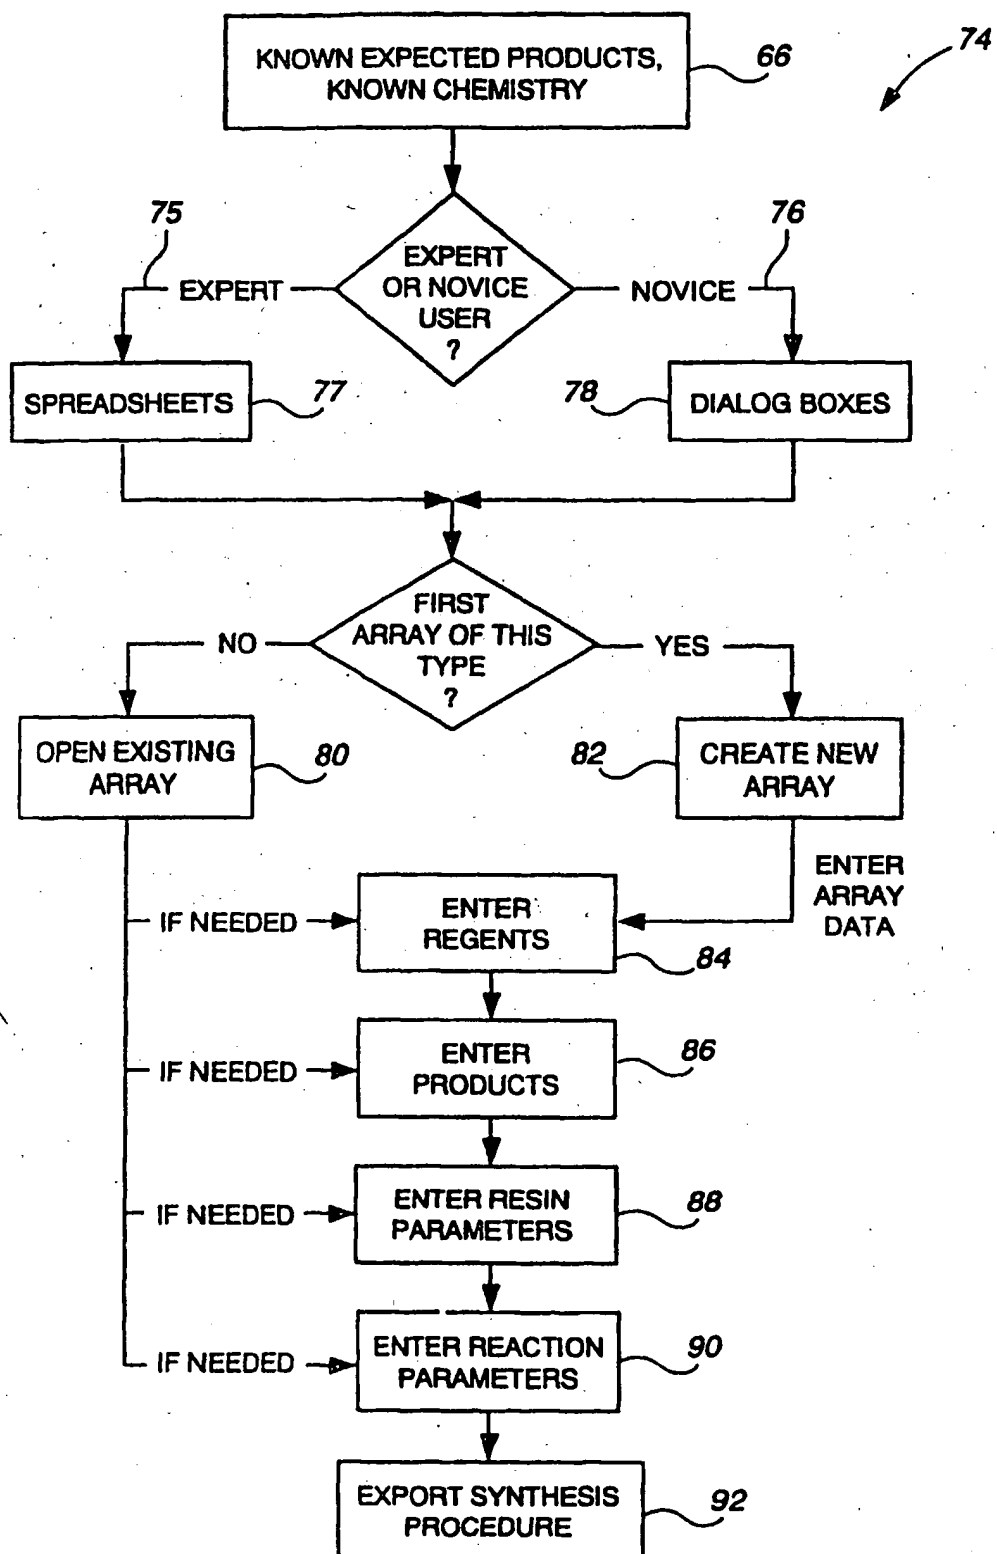 KNOWN EXPECTED PRODUCTS,
KNOWN CHEMISTRY
66
74
75
76
EXPERT
OR NOVICE
USER
?
EXPERT
NOVICE
SPREADSHEETS
77
78
DIALOG BOXES
FIRST
ARRAY OF THIS
TYPE
?
NO
YES
OPEN EXISTING
ARRAY
80
82
CREATE NEW
ARRAY
ENTER
ARRAY
DATA
IF NEEDED
ENTER
REGENTS
84
IF NEEDED
ENTER
PRODUCTS
86
IF NEEDED
ENTER RESIN
PARAMETERS
88
IF NEEDED
ENTER REACTION
PARAMETERS
90
EXPORT SYNTHESIS
PROCEDURE
92